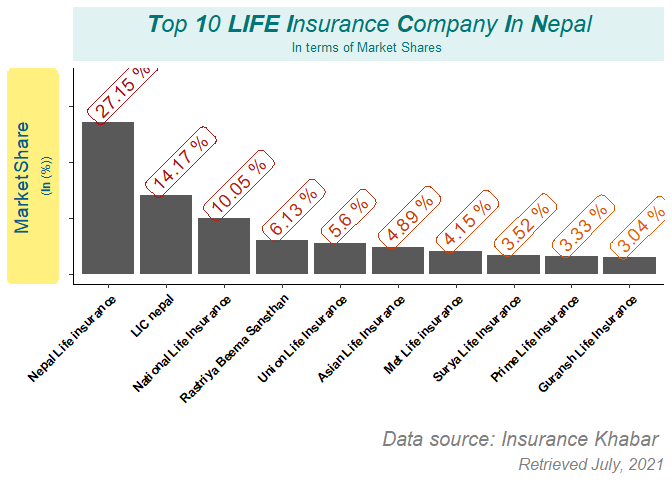 Top 10 LIFE Insurance Company In Nepal
In terms of Market Shares
Market Share
(In (%))
27.15 %
14.17 %
10.05 %
6.13 %
5.6 %
4.89 %
4.15 %
3.52 %
3.33 %
3.04 %
Nepal Life insurance
LIC nepal
National Life Insurance
Rastriya Beema Sansthan
Union Life Insurance
Asian Life Insurance
Met Life insurance
Surya Life Insurance
Prime Life Insurance
Guransh Life Insurance
Data source: Insurance Khabar
Retrieved July, 2021